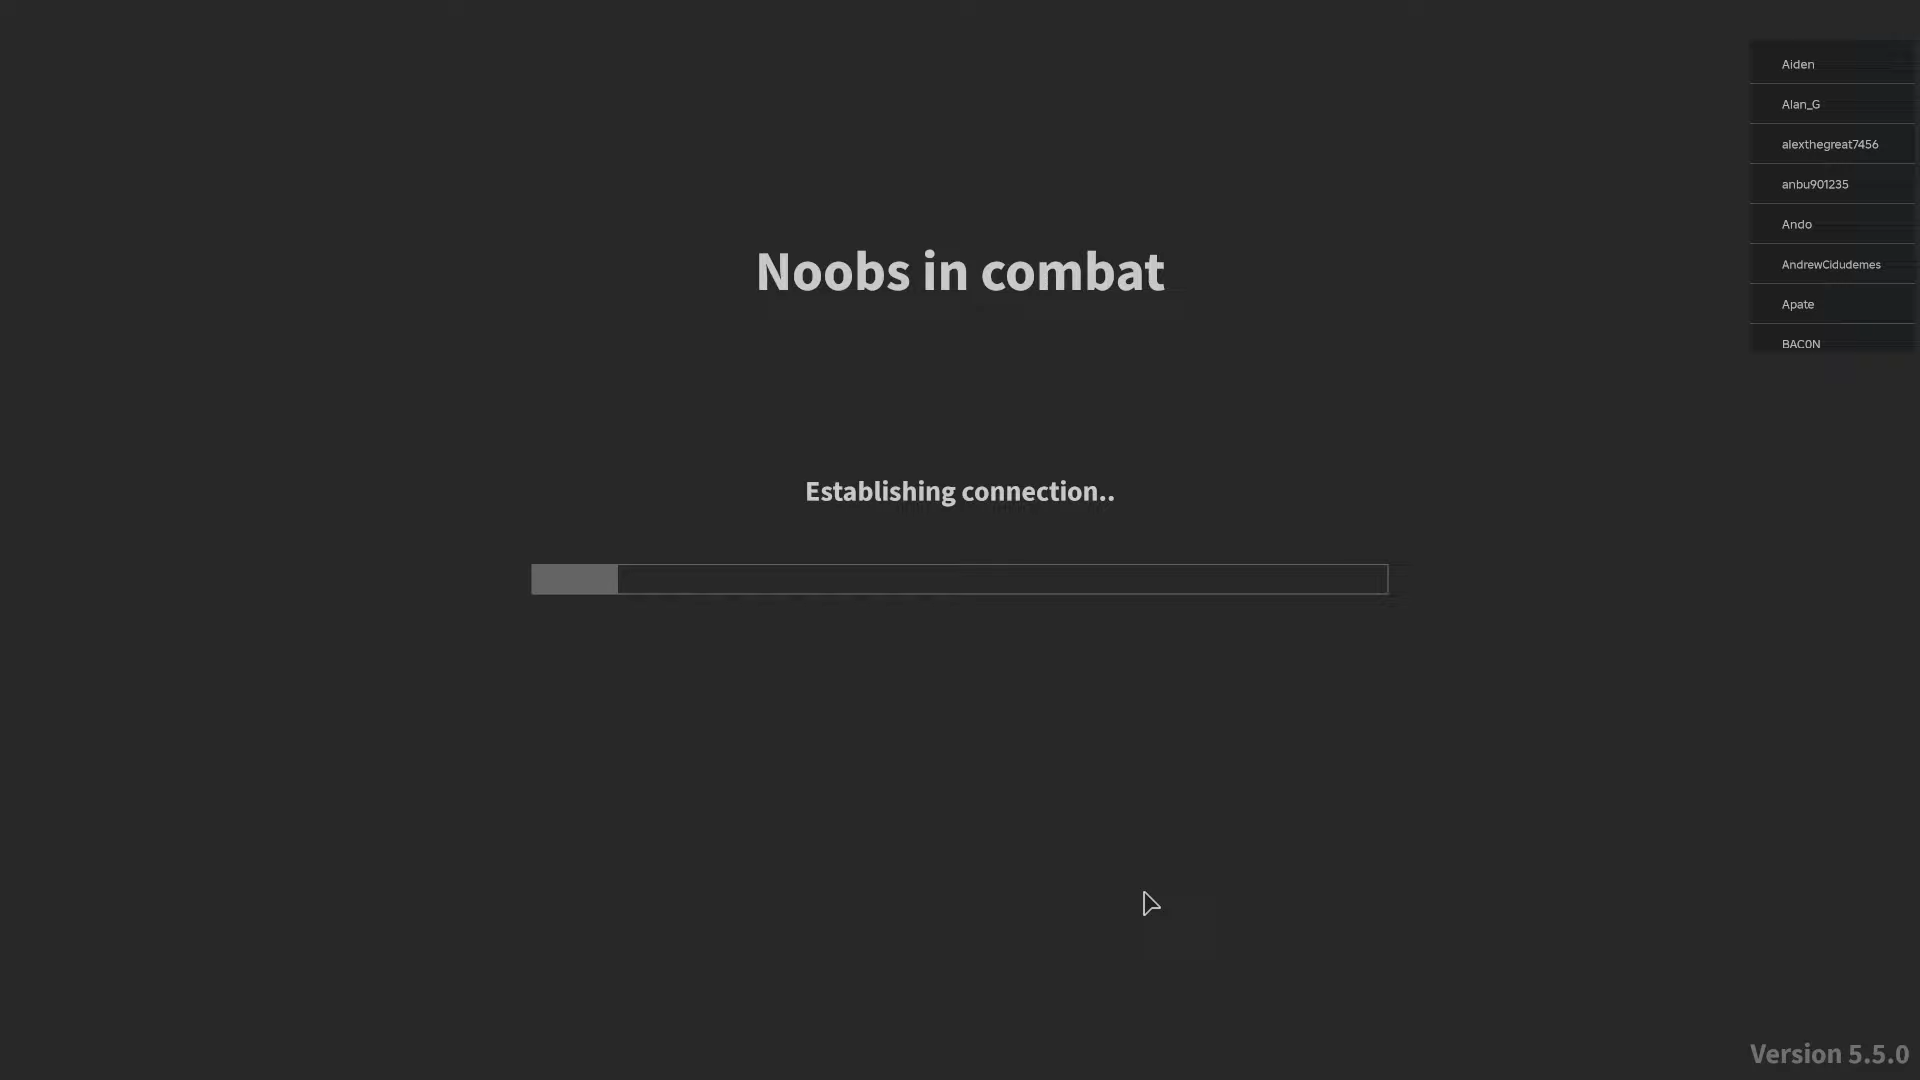 Aiden
Alan_G
alexthegreat7456
anbu901235
Ando
AndrewCidudemes
Apate
BACON
Noobs in combat
Establishing connection..
Version 5.5.0